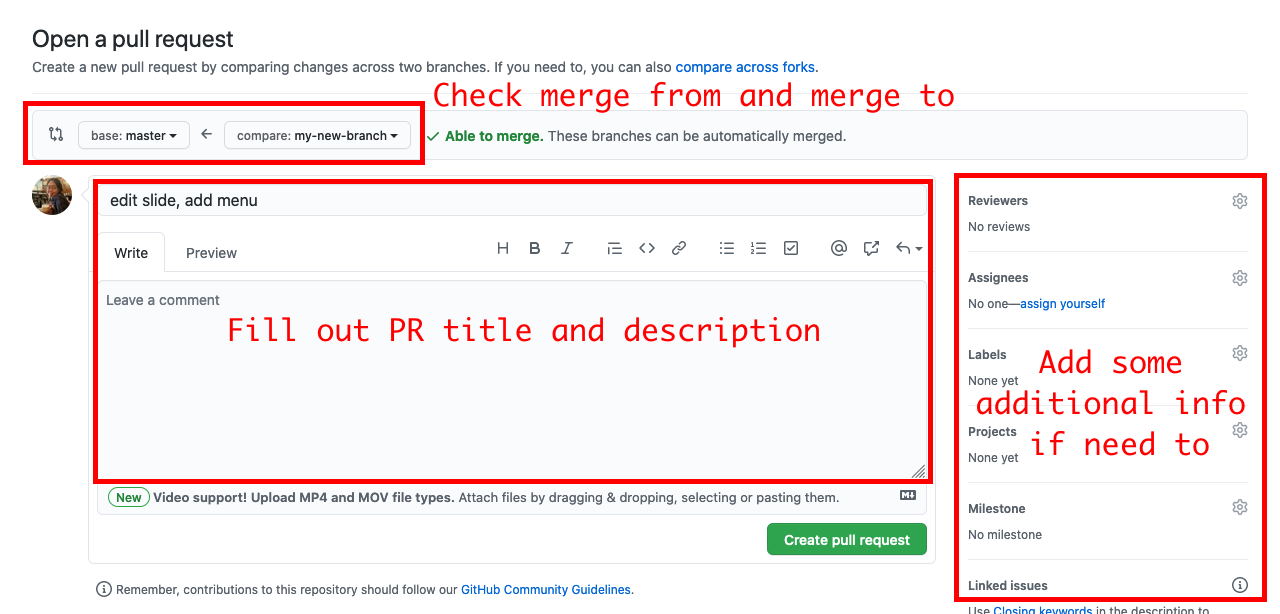 Open a pull request
Create a new pull request by comparing changes across two branches. If you need to, you can also compare across forks.
Check merge from and merge to
base: master
compare: my-new-branch
Able to merge. These branches can be automatically merged.
edit slide, add menu
Write
Preview
Leave a comment
Fill out PR title and description
New Video support! Upload MP4 and MOV file types. Attach files by dragging & dropping, selecting or pasting them.
Create pull request
Remember, contributions to this repository should follow our GitHub Community Guidelines.
Reviewers
No reviews
Assignees
No one—assign yourself
Labels
None yet
Add some
additional info
if need to
Projects
None yet
Milestone
No milestone
Linked issues
Use Closing keywords in the description to